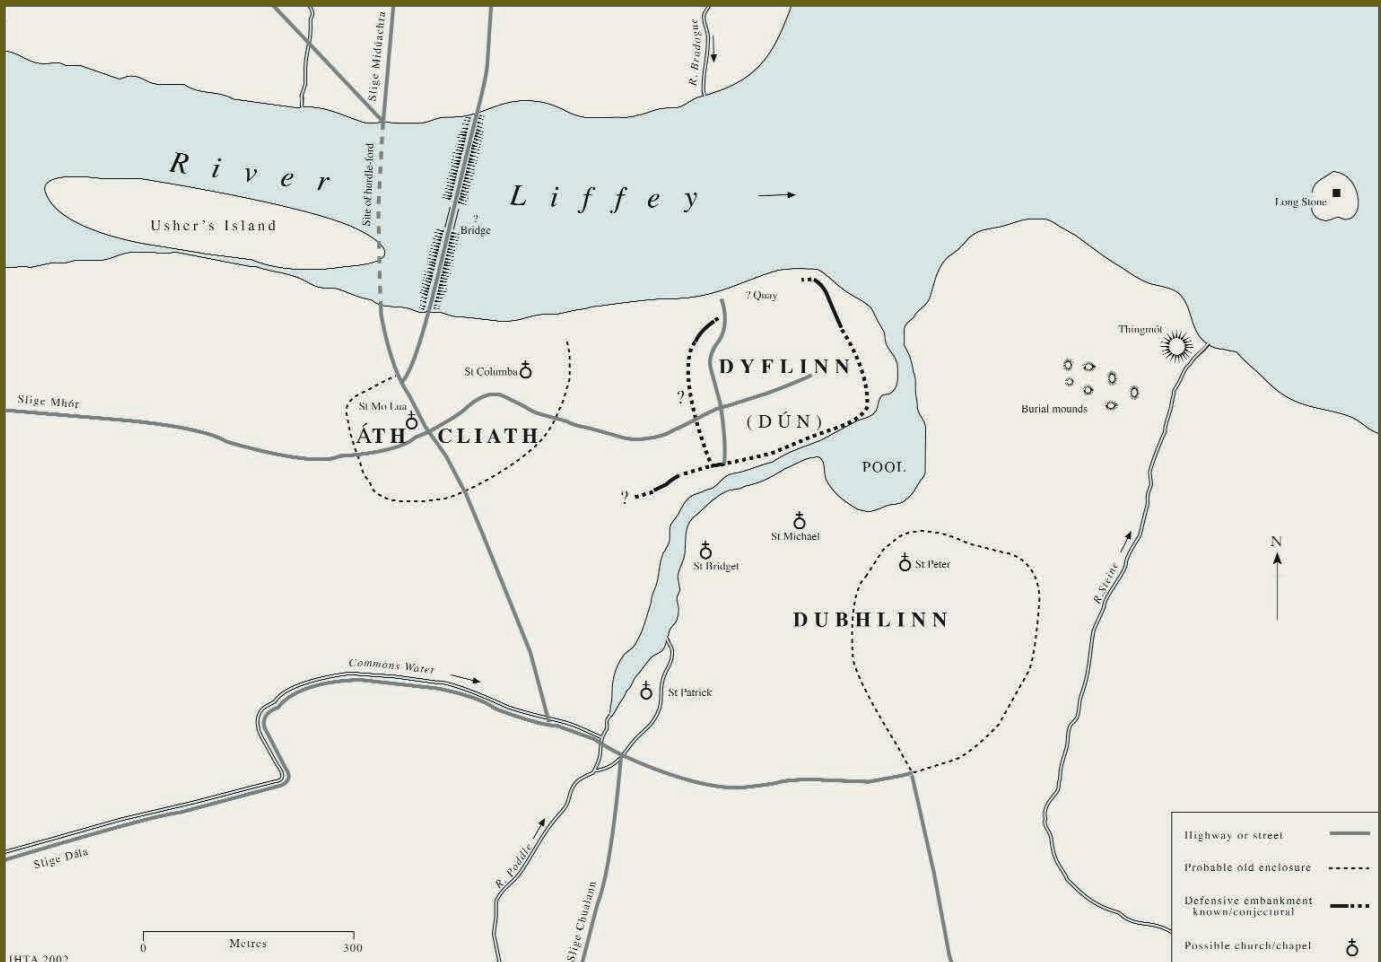 Slige Midúachra
R. Bradogue
River Liffey
Site of hurdle-ford
Usher's Island
?
Bridge
Long Stone
? Quay
Thingmót
DYFLINN
St Columba
Slige Mhór
St Mo Lua
?
Burial mounds
(DÚN)
ÁTH CLIATH
POOL
?
St Michael
N
St Bridget
St Peter
R. Steine
DUBHLINN
Commons Water
St Patrick
Slige Dála
R. Poddle
Slige Chualann
Highway or street
Probable old enclosure
Defensive embankment
known/conjectural
Possible church/chapel
Metres
0 300
IHTA 2002